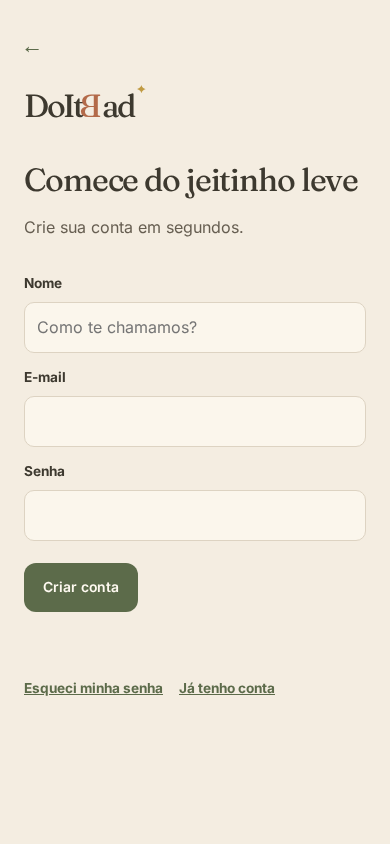 ←
DoItBad
Comece do jeitinho leve
Crie sua conta em segundos.
Nome
Como te chamamos?
E-mail
Senha
Criar conta
Esqueci minha senha Já tenho conta